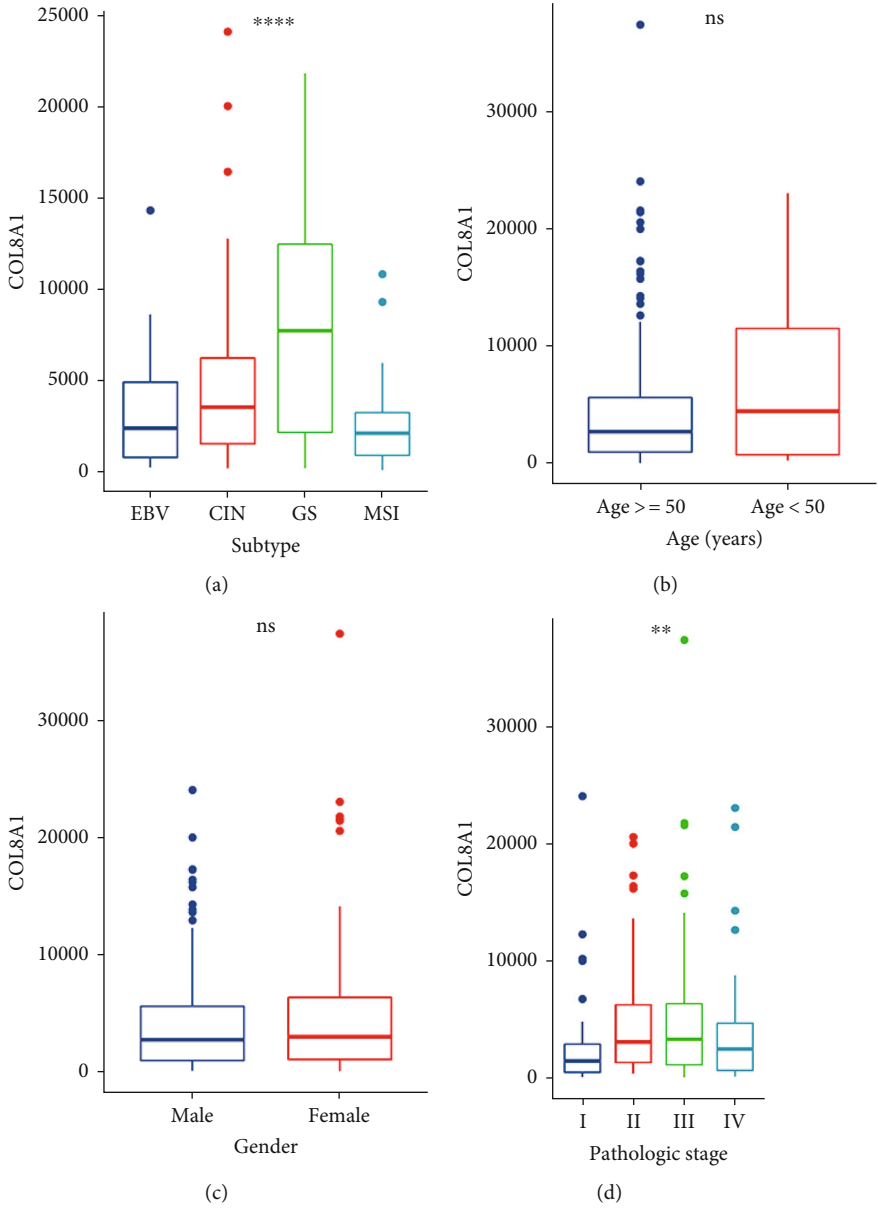 25000
20000
15000
10000
5000
0
COL8A1
****
EBV CIN GS MSI
Subtype
(a)
30000
20000
10000
0
COL8A1
ns
Age >= 50 Age < 50
Age (years)
(b)
30000
20000
10000
0
COL8A1
ns
Male Female
Gender
(c)
30000
20000
10000
0
COL8A1
**
I II III IV
Pathologic stage
(d)